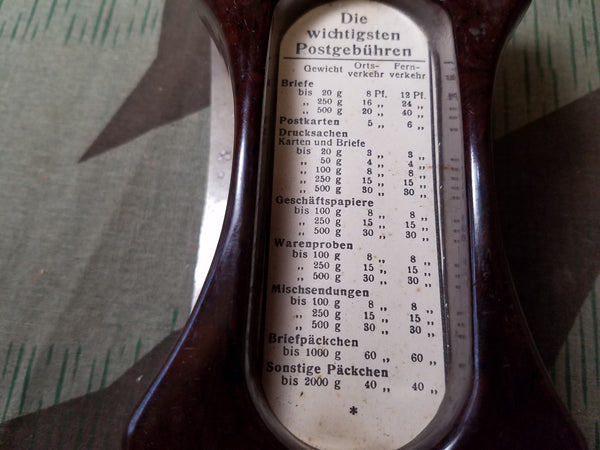 Die
wichtigsten
Postgebühren
Gewicht Orts-verkehr Fern-verkehr
Briefe
bis 20 g 8 Pf. 12 Pf.
„ 250 g 16 „ 24 „
„ 500 g 20 „ 40 „
Postkarten 5 „ 6 „
Drucksachen
Karten und Briefe
bis 20 g 3 „ 3 „
„ 50 g 4 „ 4 „
„ 100 g 8 „ 8 „
„ 250 g 15 „ 15 „
„ 500 g 30 „ 30 „
Geschäftspapiere
bis 100 g 8 „ 8 „
„ 250 g 15 „ 15 „
„ 500 g 30 „ 30 „
Warenproben
bis 100 g 8 „ 8 „
„ 250 g 15 „ 15 „
„ 500 g 30 „ 30 „
Mischsendungen
bis 100 g 8 „ 8 „
„ 250 g 15 „ 15 „
„ 500 g 30 „ 30 „
Briefpäckchen
bis 1000 g 60 „ 60 „
Sonstige Päckchen
bis 2000 g 40 „ 40 „
*